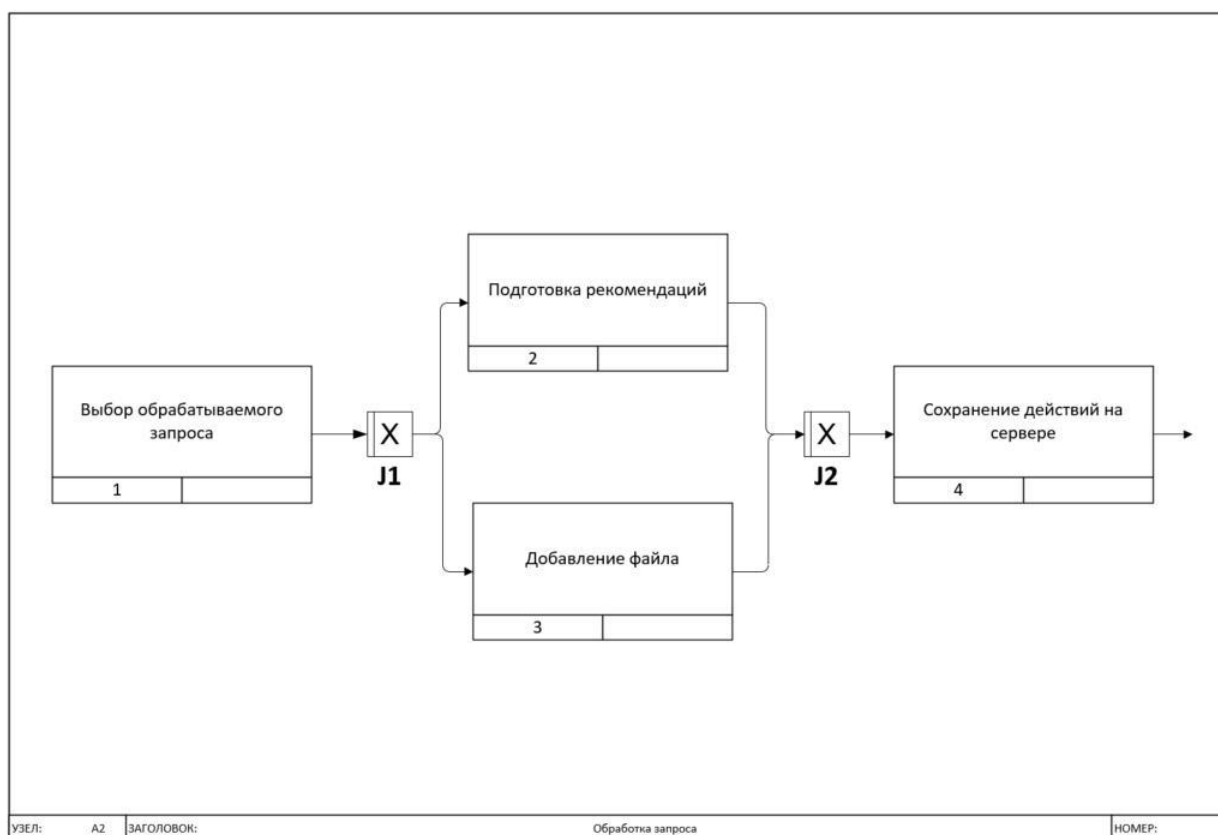 Подготовка рекомендаций
2
Выбор обрабатываемого
запроса
1
X
J1
X
J2
Сохранение действий на
сервере
4
Добавление файла
3
УЗЕЛ: A2 ЗАГОЛОВОК: Обработка запроса НОМЕР: